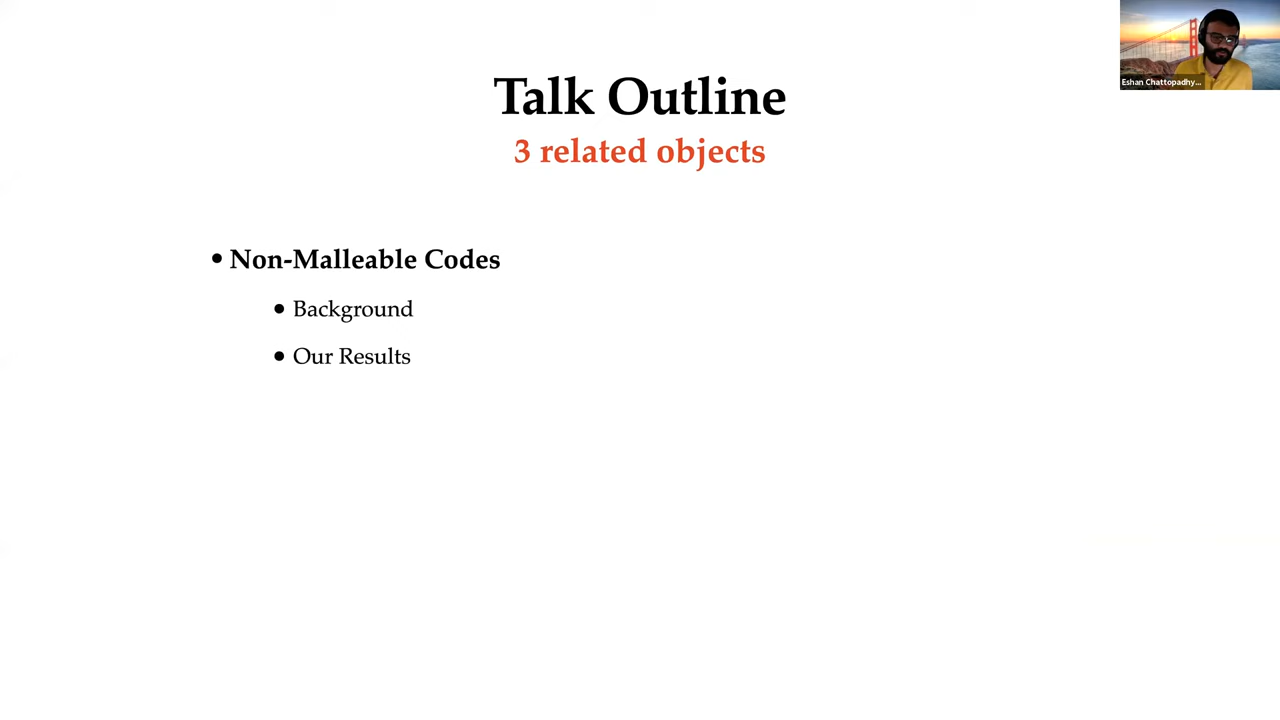 Eshan Chattopadhy...
Talk Outline
3 related objects
• Non-Malleable Codes
• Background
• Our Results